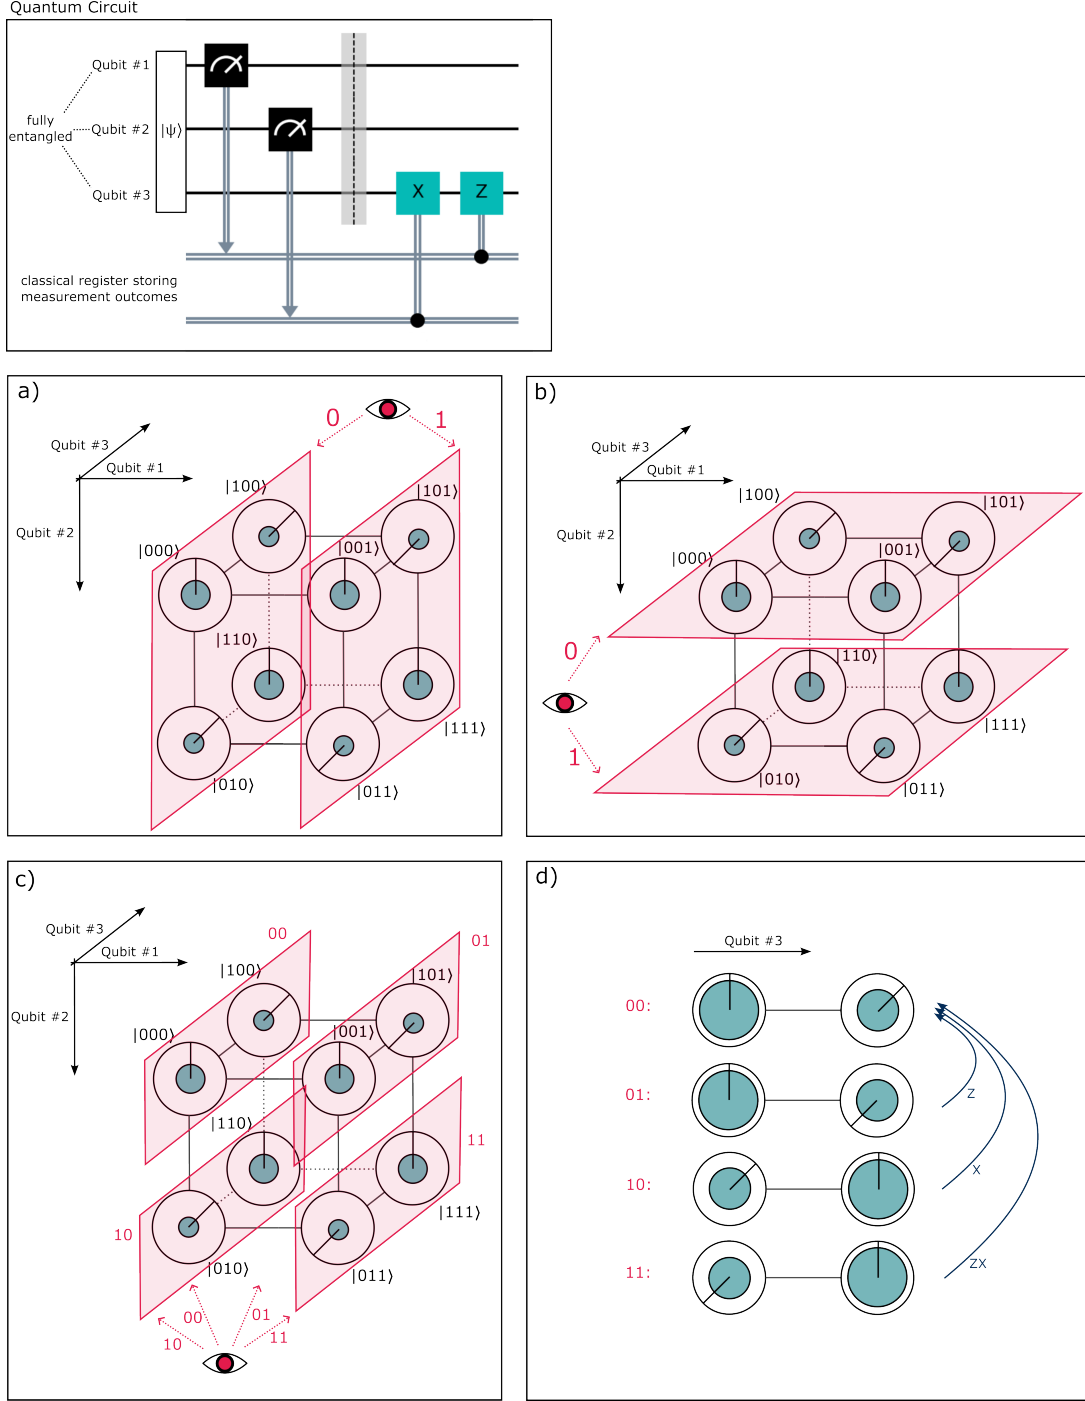 Quantum Circuit
Qubit #1
fully
entangled
Qubit #2
|ψ⟩
Qubit #3
X
Z
classical register storing
measurement outcomes
a)
0
1
Qubit #3
Qubit #1
Qubit #2
|100⟩
|101⟩
|000⟩
|001⟩
|110⟩
|111⟩
|010⟩
|011⟩
b)
Qubit #3
Qubit #1
Qubit #2
|100⟩
|101⟩
|000⟩
|001⟩
0
1
|110⟩
|111⟩
|010⟩
|011⟩
c)
Qubit #3
Qubit #1
Qubit #2
00
01
|100⟩
|101⟩
|000⟩
|001⟩
|110⟩
11
10
|111⟩
|010⟩
|011⟩
00
01
10
11
d)
Qubit #3
00:
01:
Z
10:
X
11:
ZX